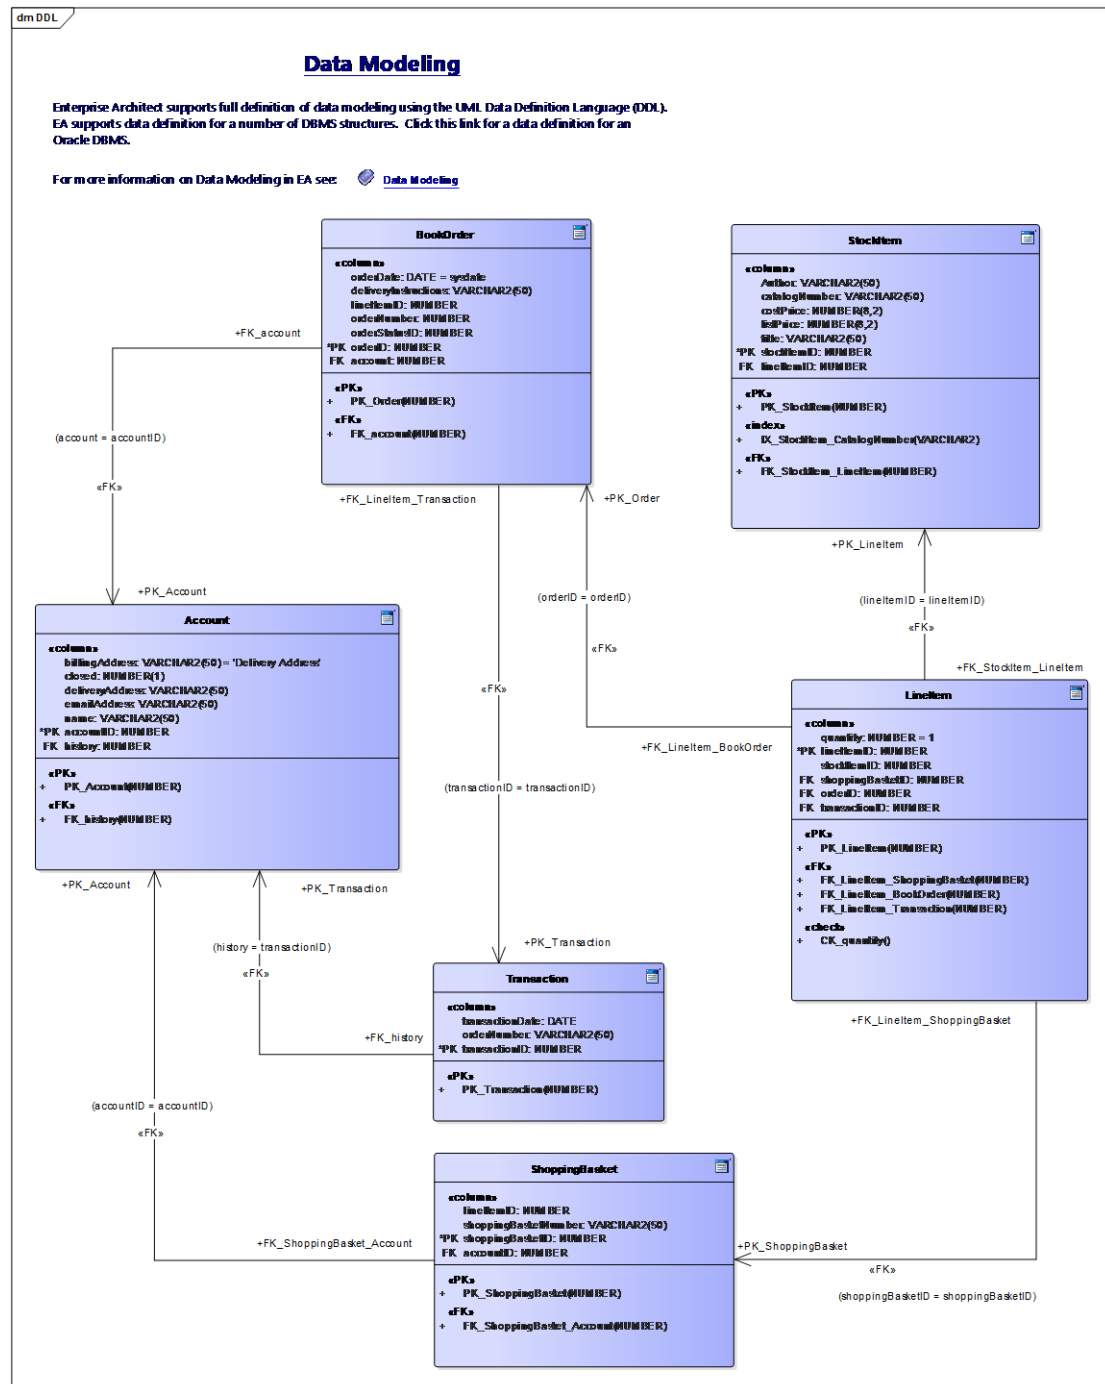 dm DDL
Data Modeling
Enterprise Architect supports full definition of data modeling using the UML Data Definition Language (DDL).
EA supports data definition for a number of DBMS structures. Click this link for a data definition for an
Oracle DBMS.
For more information on Data Modeling in EA see: Data Modeling
BookOrder
«column»
orderDate: DATE = sysdate
deliveryInstructions: VARCHAR2(50)
lineItemID: NUMBER
orderNumber: NUMBER
orderStatusID: NUMBER
*PK orderID: NUMBER
FK account: NUMBER
«PK»
+ PK_Order(NUMBER)
«FK»
+ FK_account(NUMBER)
StockItem
«column»
Author: VARCHAR2(50)
catalogNumber: VARCHAR2(50)
costPrice: NUMBER(8,2)
listPrice: NUMBER(8,2)
title: VARCHAR2(50)
*PK stockItemID: NUMBER
FK lineItemID: NUMBER
«PK»
+ PK_StockItem(NUMBER)
«index»
+ IX_StockItem_CatalogNumber(VARCHAR2)
«FK»
+ FK_StockItem_LineItem(NUMBER)
+FK_account
(account = accountID)
«FK»
+PK_Account
+FK_LineItem_Transaction
«FK»
(transactionID = transactionID)
+PK_Transaction
+PK_Order
(orderID = orderID)
«FK»
+FK_LineItem_BookOrder
+PK_LineItem
(lineItemID = lineItemID)
«FK»
+FK_StockItem_LineItem
Account
«column»
billingAddress: VARCHAR2(50) = 'Delivery Address'
closed: NUMBER(1)
deliveryAddress: VARCHAR2(50)
emailAddress: VARCHAR2(50)
name: VARCHAR2(50)
*PK accountID: NUMBER
FK history: NUMBER
«PK»
+ PK_Account(NUMBER)
«FK»
+ FK_history(NUMBER)
LineItem
«column»
quantity: NUMBER = 1
*PK lineItemID: NUMBER
stockItemID: NUMBER
FK shoppingBasketID: NUMBER
FK orderID: NUMBER
FK transactionID: NUMBER
«PK»
+ PK_LineItem(NUMBER)
«FK»
+ FK_LineItem_ShoppingBasket(NUMBER)
+ FK_LineItem_BookOrder(NUMBER)
+ FK_LineItem_Transaction(NUMBER)
«check»
+ CK_quantity()
+PK_Account
+PK_Transaction
(history = transactionID)
«FK»
+FK_history
Transaction
«column»
transactionDate: DATE
orderNumber: VARCHAR2(50)
*PK transactionID: NUMBER
«PK»
+ PK_Transaction(NUMBER)
+FK_LineItem_ShoppingBasket
(accountID = accountID)
«FK»
+FK_ShoppingBasket_Account
ShoppingBasket
«column»
lineItemID: NUMBER
shoppingBasketNumber: VARCHAR2(50)
*PK shoppingBasketID: NUMBER
FK accountID: NUMBER
«PK»
+ PK_ShoppingBasket(NUMBER)
«FK»
+ FK_ShoppingBasket_Account(NUMBER)
+PK_ShoppingBasket
«FK»
(shoppingBasketID = shoppingBasketID)